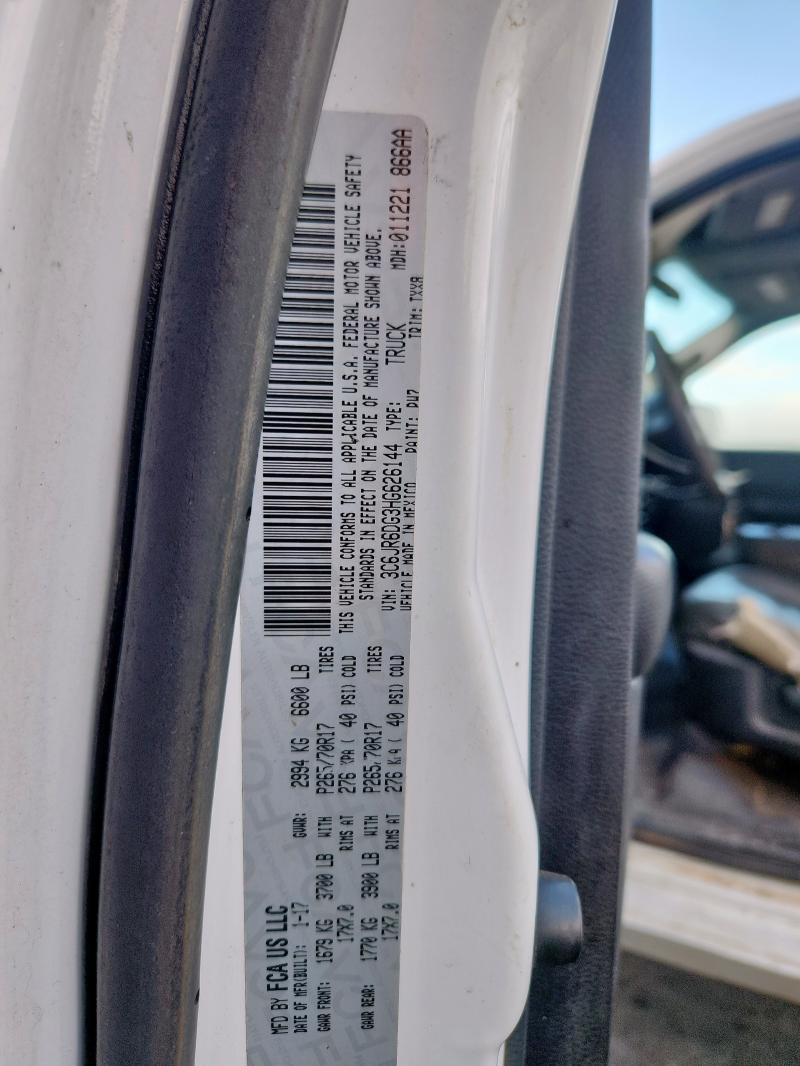 MFD BY FCA US LLC
DATE OF MFR(BUILT): 1-17 GVWR: 2994 KG 6600 LB
GAWR FRONT: 1679 KG 3700 LB WITH P265/70R17 TIRES
17X7.0 RIMS AT 276 KPA ( 40 PSI) COLD
GAWR REAR: 1770 KG 3900 LB WITH P265/70R17 TIRES
17X7.0 RIMS AT 276 KPA ( 40 PSI) COLD
THIS VEHICLE CONFORMS TO ALL APPLICABLE U.S.A. FEDERAL MOTOR VEHICLE SAFETY
STANDARDS IN EFFECT ON THE DATE OF MANUFACTURE SHOWN ABOVE.
VIN: 3C6JR6DG3HG626144 TYPE: TRUCK MDH:011221 866AA
VEHICLE MADE IN MEXICO PAINT: PW7 TRIM: TXX8